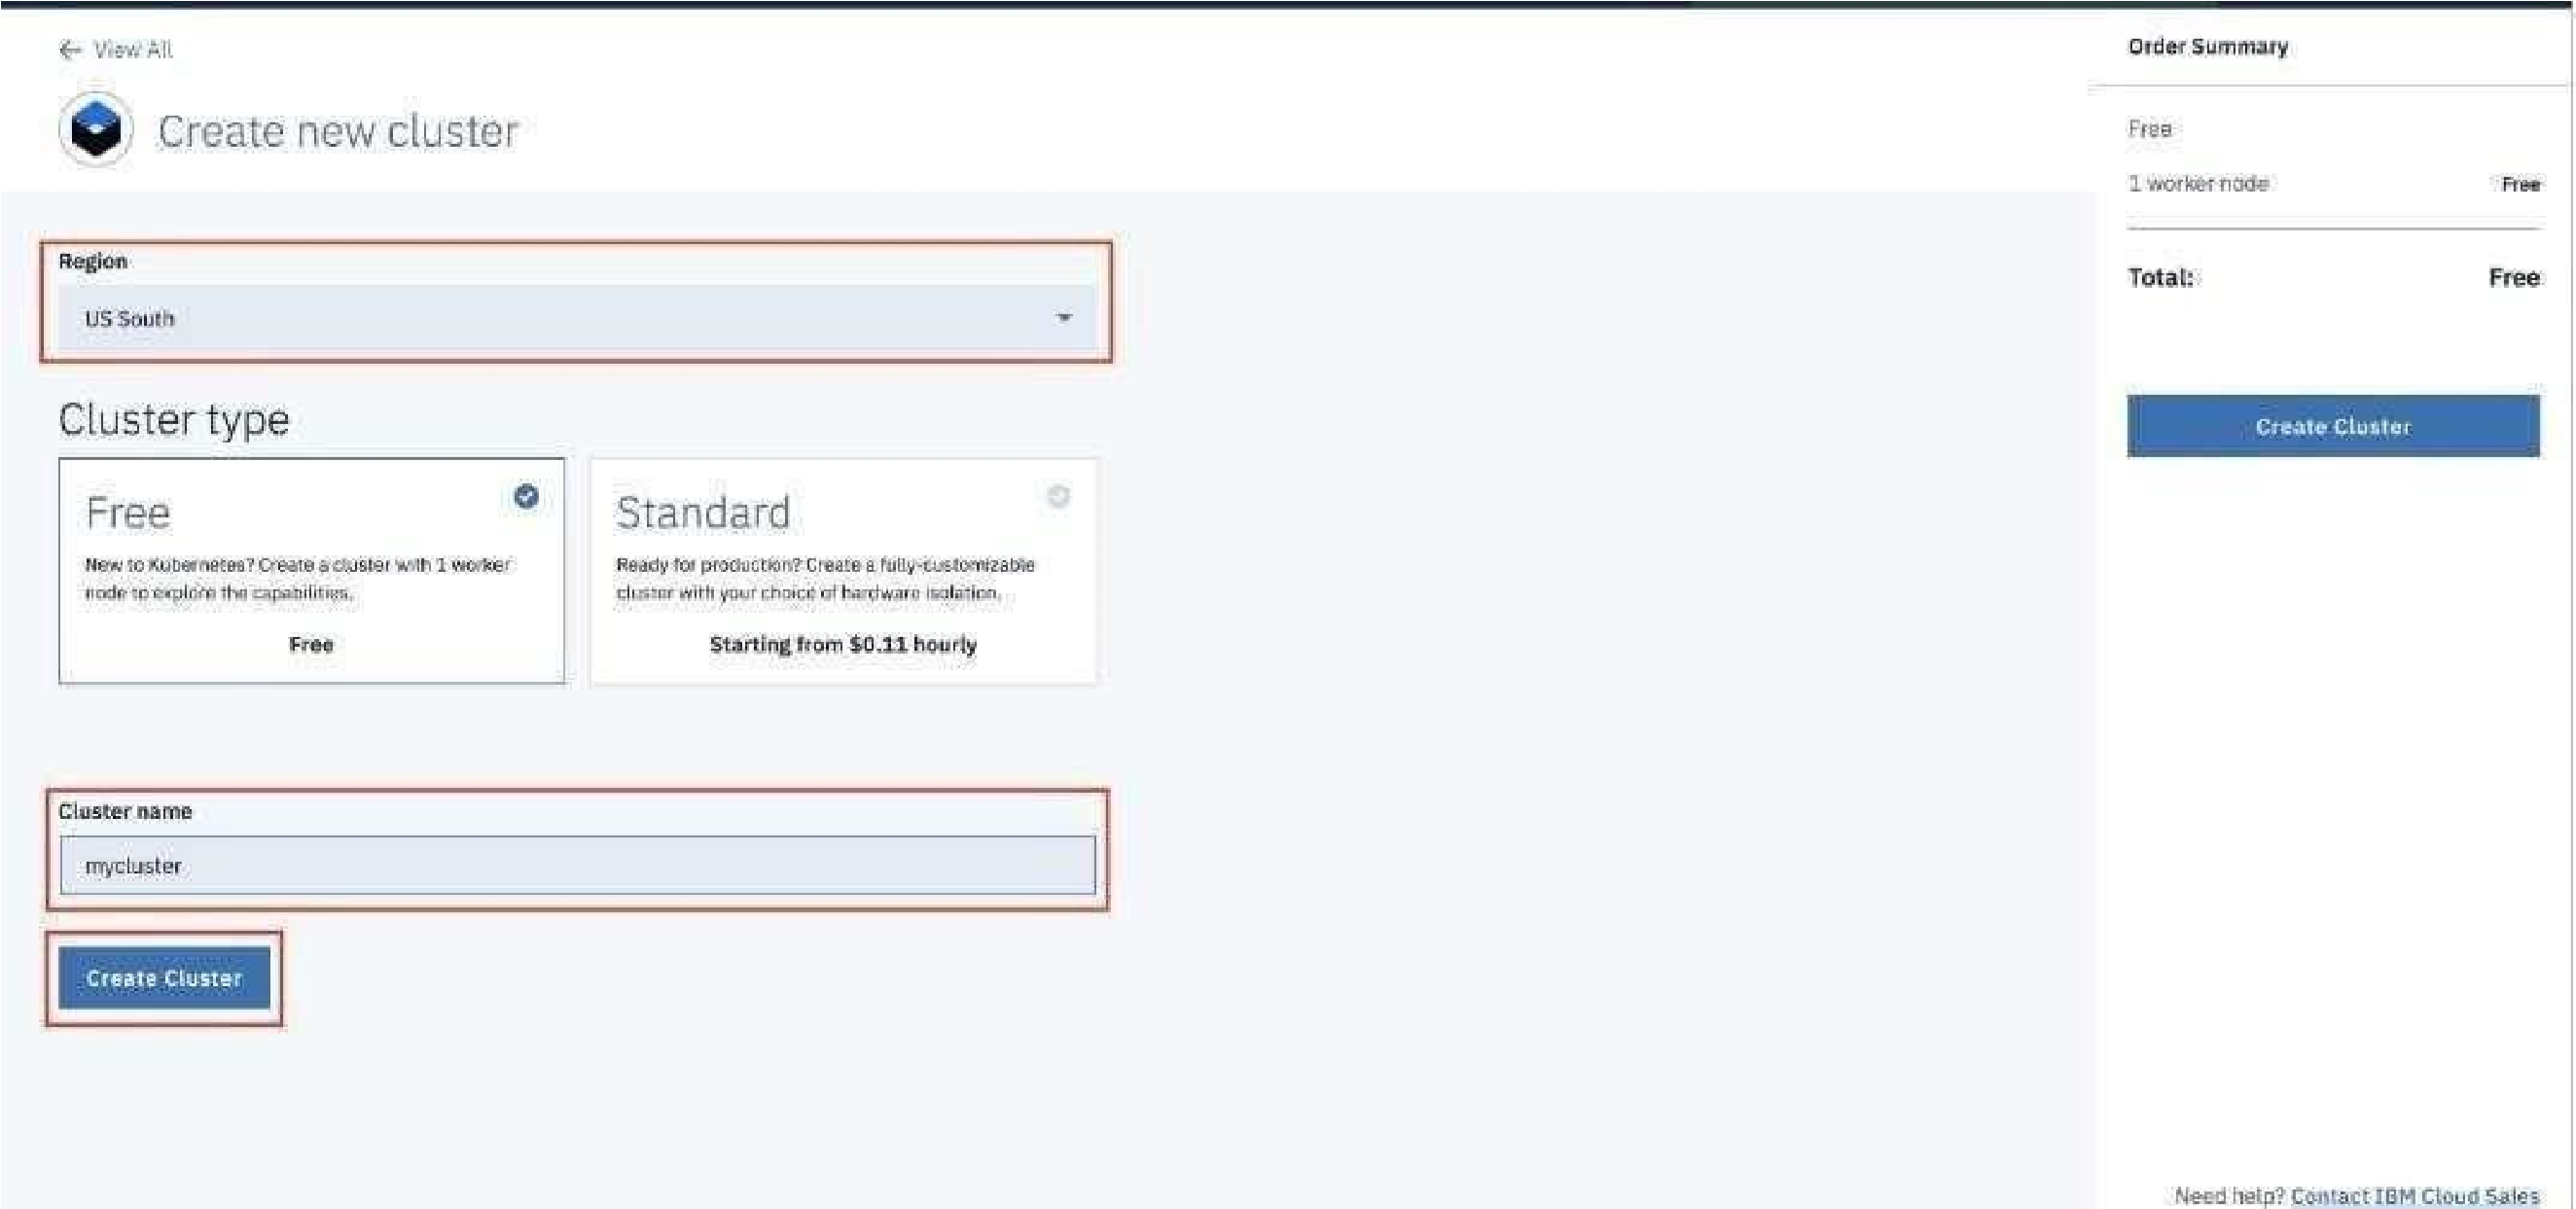 ← View All
Create new cluster
Region
US South
Cluster type
Free
New to Kubernetes? Create a cluster with 1 worker
node to explore the capabilities.
Free
Standard
Ready for production? Create a fully-customizable
cluster with your choice of hardware isolation.
Starting from $0.11 hourly
Cluster name
mycluster
Create Cluster
Order Summary
Free
1 worker node Free
Total: Free
Create Cluster
Need help? Contact IBM Cloud Sales